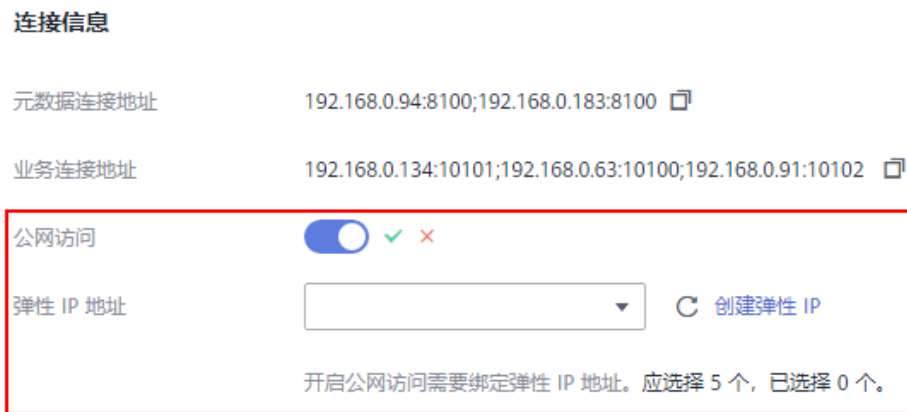 连接信息
元数据连接地址 192.168.0.94:8100;192.168.0.183:8100
业务连接地址 192.168.0.134:10101;192.168.0.63:10100;192.168.0.91:10102
公网访问
弹性 IP 地址 创建弹性 IP
开启公网访问需要绑定弹性 IP 地址。应选择 5 个，已选择 0 个。